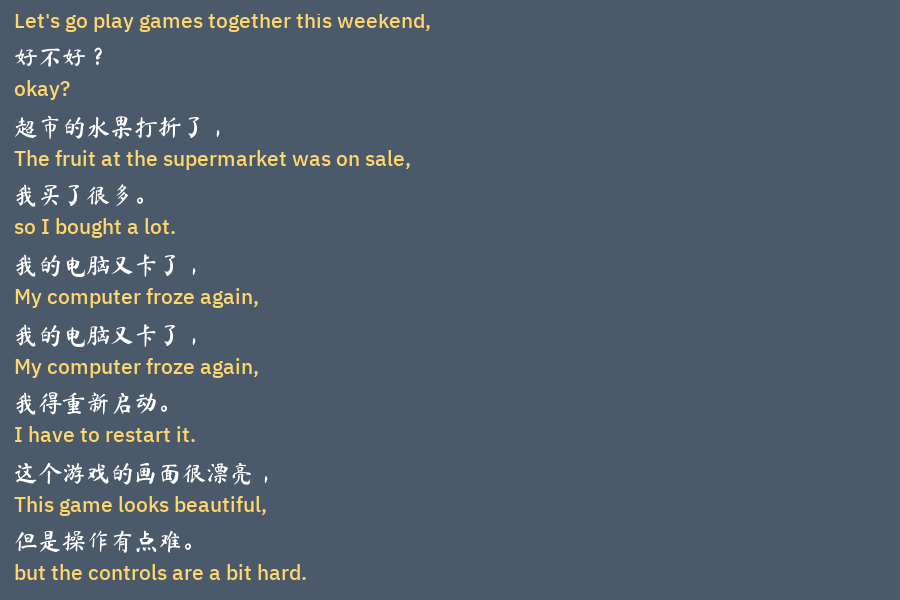 Let's go play games together this weekend,
好不好？
okay?
超市的水果打折了，
The fruit at the supermarket was on sale,
我买了很多。
so I bought a lot.
我的电脑又卡了，
My computer froze again,
我的电脑又卡了，
My computer froze again,
我得重新启动。
I have to restart it.
这个游戏的画面很漂亮，
This game looks beautiful,
但是操作有点难。
but the controls are a bit hard.